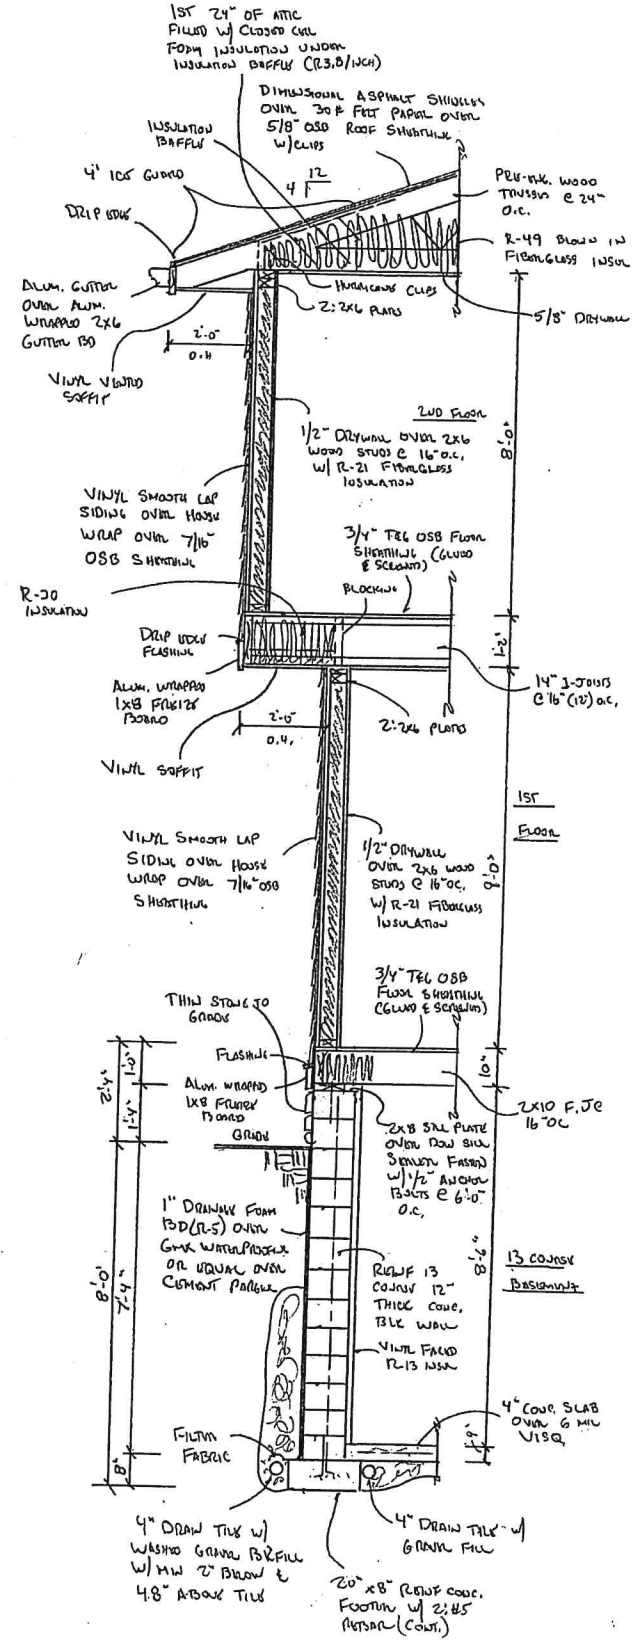 1ST 24" OF ATTIC
FILLED W/ CLOSED CELL
FOAM INSULATION UNDER
INSULATION BAFFLE (R3.8/INCH)
DIMENSIONAL ASPHALT SHINGLES
OVER 30# FELT PAPER OVER
5/8" OSB ROOF SHEATHING
W/CLIPS
INSULATION
BAFFLE
12
4
4' ICE GUARD
PRE-ENG. WOOD
TRUSSES @ 24"
O.C.
DRIP EDGE
R-49 BLOWN IN
FIBERGLASS INSUL
ALUM. GUTTER
OVER ALUM.
WRAPPED 2X6
GUTTER BD
HURRICANE CLIPS
2:2X6 PLATES
5/8" DRYWALL
2'-0"
O.H
VINYL VENTED
SOFFIT
2ND FLOOR
8'-0"
1/2" DRYWALL OVER 2X6
WOOD STUDS @ 16" O.C.
W/ R-21 FIBERGLASS
INSULATION
VINYL SMOOTH LAP
SIDING OVER HOUSE
WRAP OVER 7/16"
OSB SHEATHING
3/4" T&G OSB FLOOR
SHEATHING (GLUED
& SCREWED)
BLOCKING
R-30
INSULATION
DRIP EDGE
FLASHING
1'-2"
ALUM. WRAPPED
1X8 FRIEZE
BOARD
14" I-JOISTS
@ 16" (12") O.C.
2'-0"
O.H.
2:2X6 PLATES
VINYL SOFFIT
1ST
FLOOR
VINYL SMOOTH LAP
SIDING OVER HOUSE
WRAP OVER 7/16" OSB
SHEATHING
1/2" DRYWALL
OVER 2X6 WOOD
STUDS @ 16" OC.
W/ R-21 FIBERGLASS
INSULATION
3/4" T&G OSB
FLOOR SHEATHING
(GLUED & SCREWED)
THIN STONE TO
GRADE
FLASHING
ALUM. WRAPPED
1X8 FRIEZE
BOARD
GRADE
2'-4"
1'-0"
1'-4"
10"
2X10 F.J @
16" OC
2X8 SILL PLATE
OVER DOW SILL
SEALER FASTEN
W/ 1/2" ANCHOR
BOLTS @ 6'-0"
O.C.
1" DRAINAGE FOAM
BD (R-5) OVER
WATERPROOFING
OR EQUAL OVER
CEMENT PARGING
8'-0"
7'-4"
8"
REINF 13
COURSE 12"
THICK CONC.
BLK WALL
13 COURSE
BASEMENT
VINYL FACED
R-13 INSUL
4" CONC. SLAB
OVER 6 MIL
VISQ
FILTER
FABRIC
4" DRAIN TILE W/
WASHED GRAVEL BKFILL
W/ MIN 2" BELOW &
4.8" ABOVE TILE
4" DRAIN TILE W/
GRAVEL FILL
20" X 8" REINF CONC.
FOOTER W/ 2:#5
REBAR (CONT.)